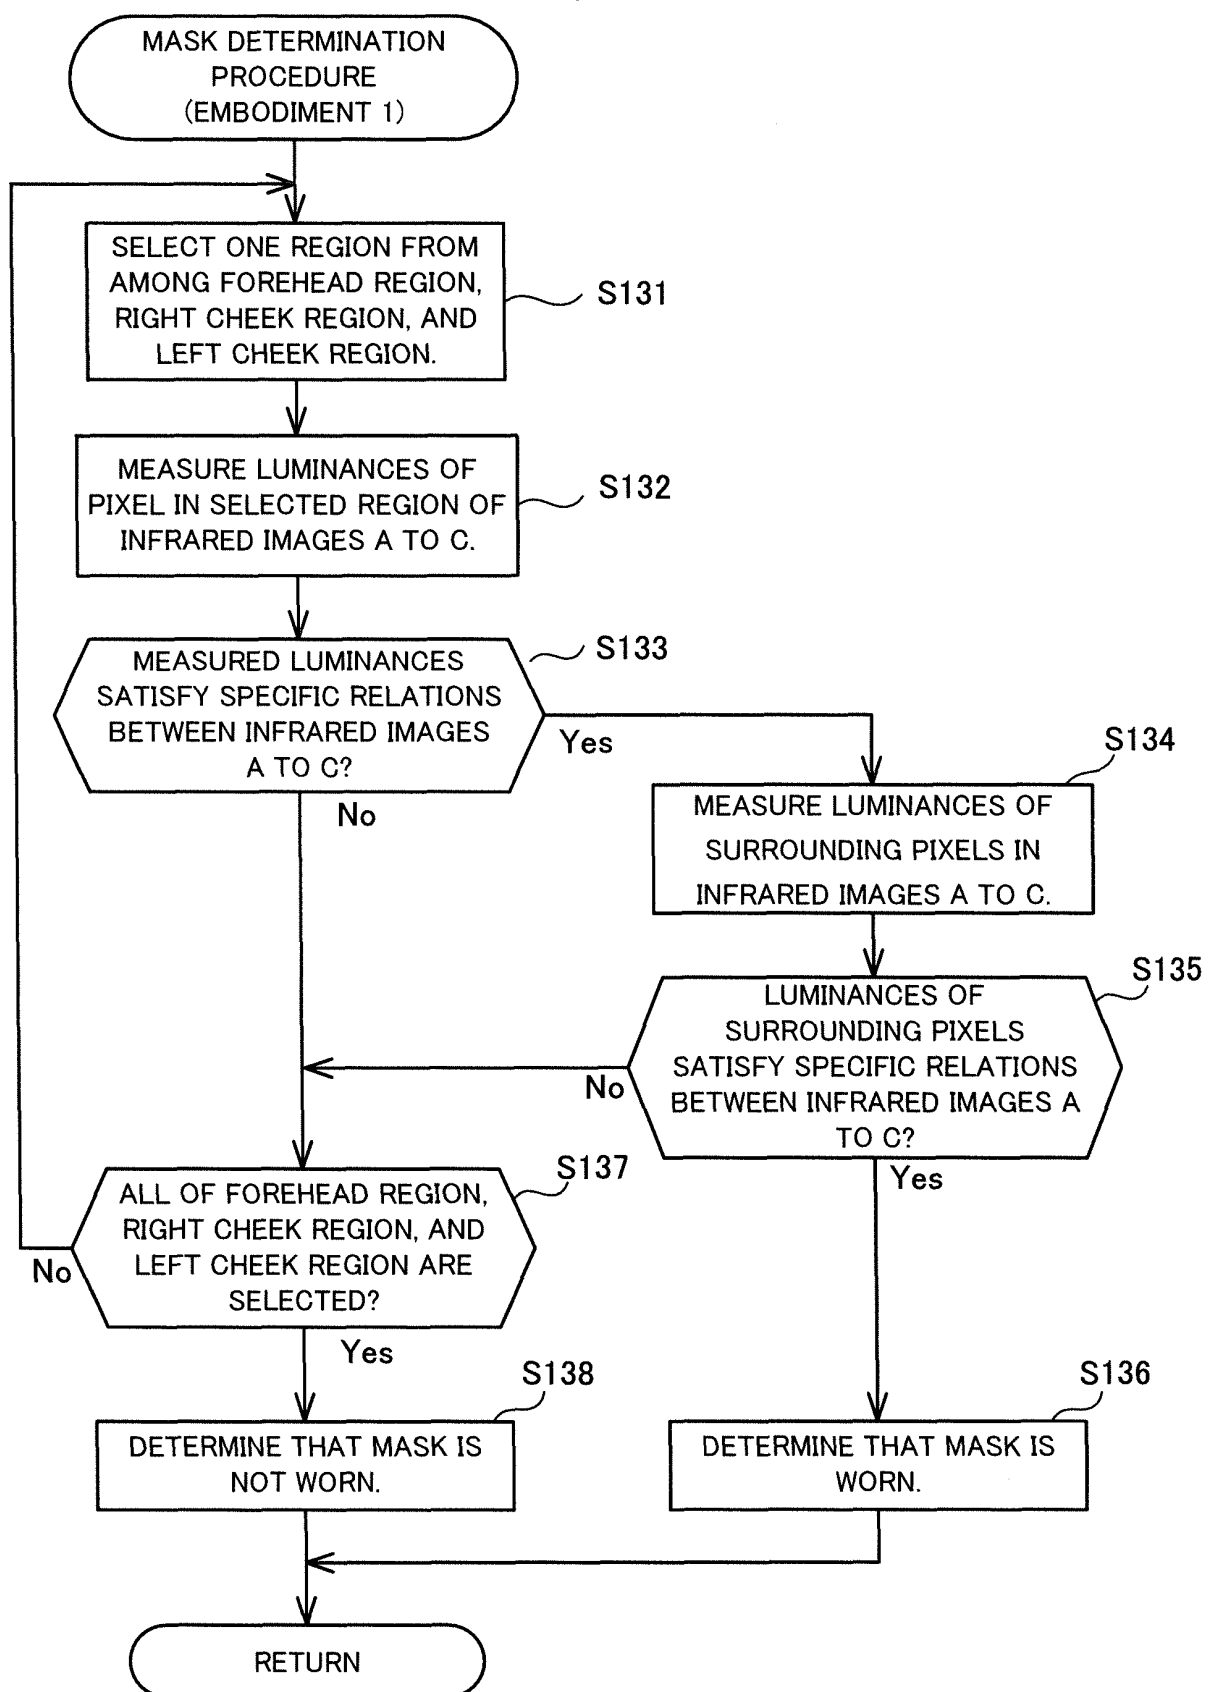 MASK DETERMINATION
PROCEDURE
(EMBODIMENT 1)
SELECT ONE REGION FROM
AMONG FOREHEAD REGION,
RIGHT CHEEK REGION, AND
LEFT CHEEK REGION.
S131
MEASURE LUMINANCES OF
PIXEL IN SELECTED REGION OF
INFRARED IMAGES A TO C.
S132
MEASURED LUMINANCES
SATISFY SPECIFIC RELATIONS
BETWEEN INFRARED IMAGES
A TO C?
S133
Yes
No
S134
MEASURE LUMINANCES OF
SURROUNDING PIXELS IN
INFRARED IMAGES A TO C.
S135
LUMINANCES OF
SURROUNDING PIXELS
SATISFY SPECIFIC RELATIONS
BETWEEN INFRARED IMAGES A
TO C?
No
Yes
S137
ALL OF FOREHEAD REGION,
RIGHT CHEEK REGION, AND
LEFT CHEEK REGION ARE
SELECTED?
No
Yes
S138
DETERMINE THAT MASK IS
NOT WORN.
S136
DETERMINE THAT MASK IS
WORN.
RETURN